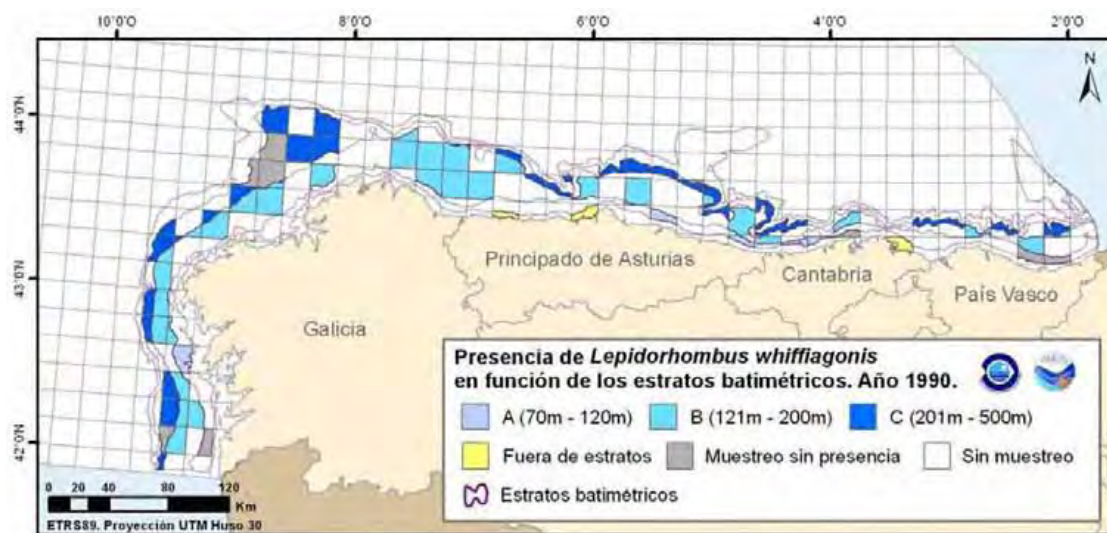 10°0'O 8°0'O 6°0'O 4°0'O 2°0'O
N
44°0'N
43°0'N
42°0'N
Principado de Asturias
Cantabria
País Vasco
Galicia
Presencia de Lepidorhombus whiffiagonis
en función de los estratos batimétricos. Año 1990.
A (70m - 120m) B (121m - 200m) C (201m - 500m)
Fuera de estratos Muestreo sin presencia Sin muestreo
Estratos batimétricos
0 20 40 80 120
Km
ETRS89. Proyección UTM Huso 30